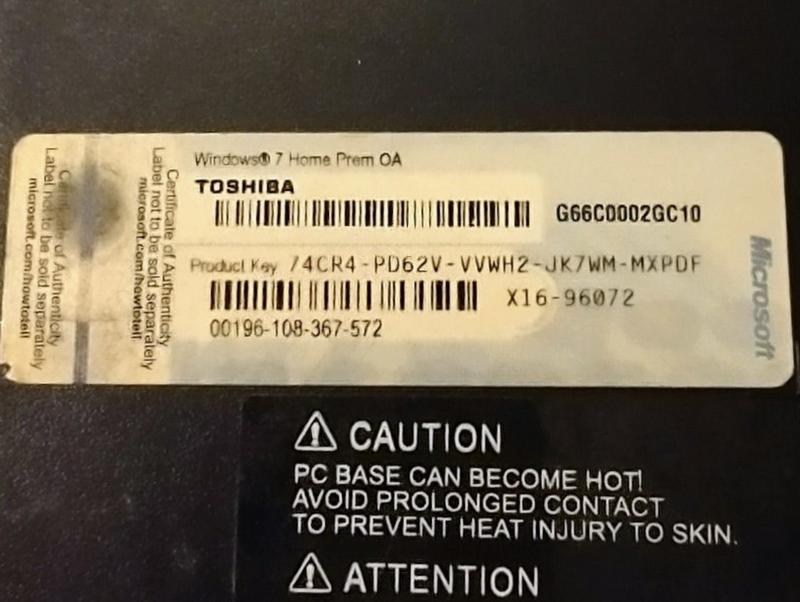 Windows® 7 Home Prem OA
TOSHIBA
G66C0002GC10
Product Key 74CR4-PD62V-VVWH2-JK7WM-MXPDF
X16-96072
00196-108-367-572
Certificate of Authenticity
Label not to be sold separately
microsoft.com/howtotell
Certificate of Authenticity
Label not to be sold separately
microsoft.com/howtotell
Microsoft
CAUTION
PC BASE CAN BECOME HOT!
AVOID PROLONGED CONTACT
TO PREVENT HEAT INJURY TO SKIN.
ATTENTION